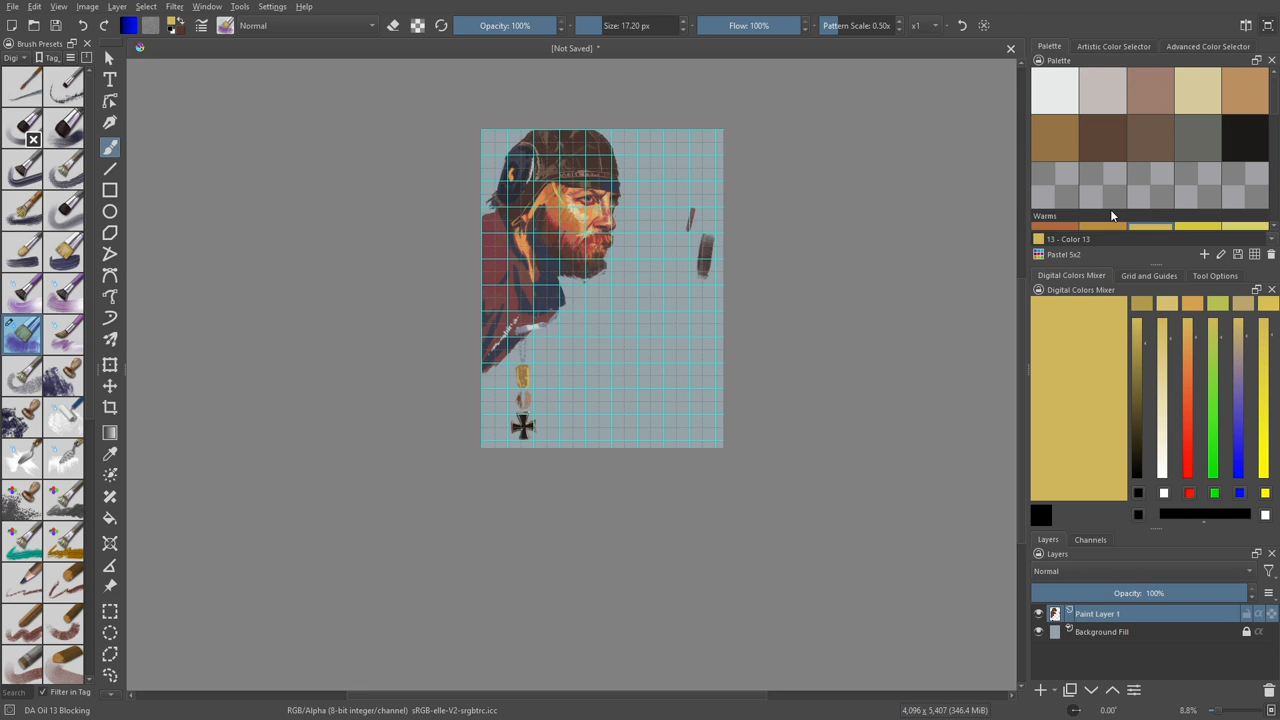 File Edit View Image Layer Select Filter Window Tools Settings Help
Normal Opacity: 100% Size: 17.20 px Flow: 100% Pattern Scale: 0.50x x1
Brush Presets
[Not Saved] *
Digi Tag
Palette Artistic Color Selector Advanced Color Selector
Palette
Warms
13 - Color 13
Pastel 5x2
Digital Colors Mixer Grid and Guides Tool Options
Digital Colors Mixer
Layers Channels
Layers
Normal
Opacity: 100%
Paint Layer 1
Background Fill
Search Filter in Tag
DA Oil 13 Blocking RGB/Alpha (8-bit integer/channel) sRGB-elle-V2-srgbtrc.icc 4,096 x 5,407 (346.4 MiB) 0.00° 8.8%